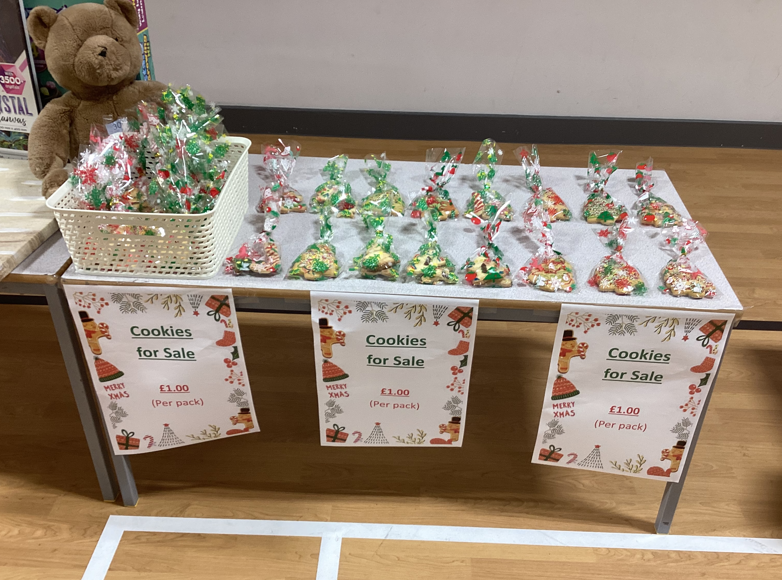 3500
CRYSTAL
Cookies
for Sale
£1.00
(Per pack)
MERRY
XMAS
Cookies
for Sale
£1.00
(Per pack)
MERRY
XMAS
Cookies
for Sale
£1.00
(Per pack)
MERRY
XMAS